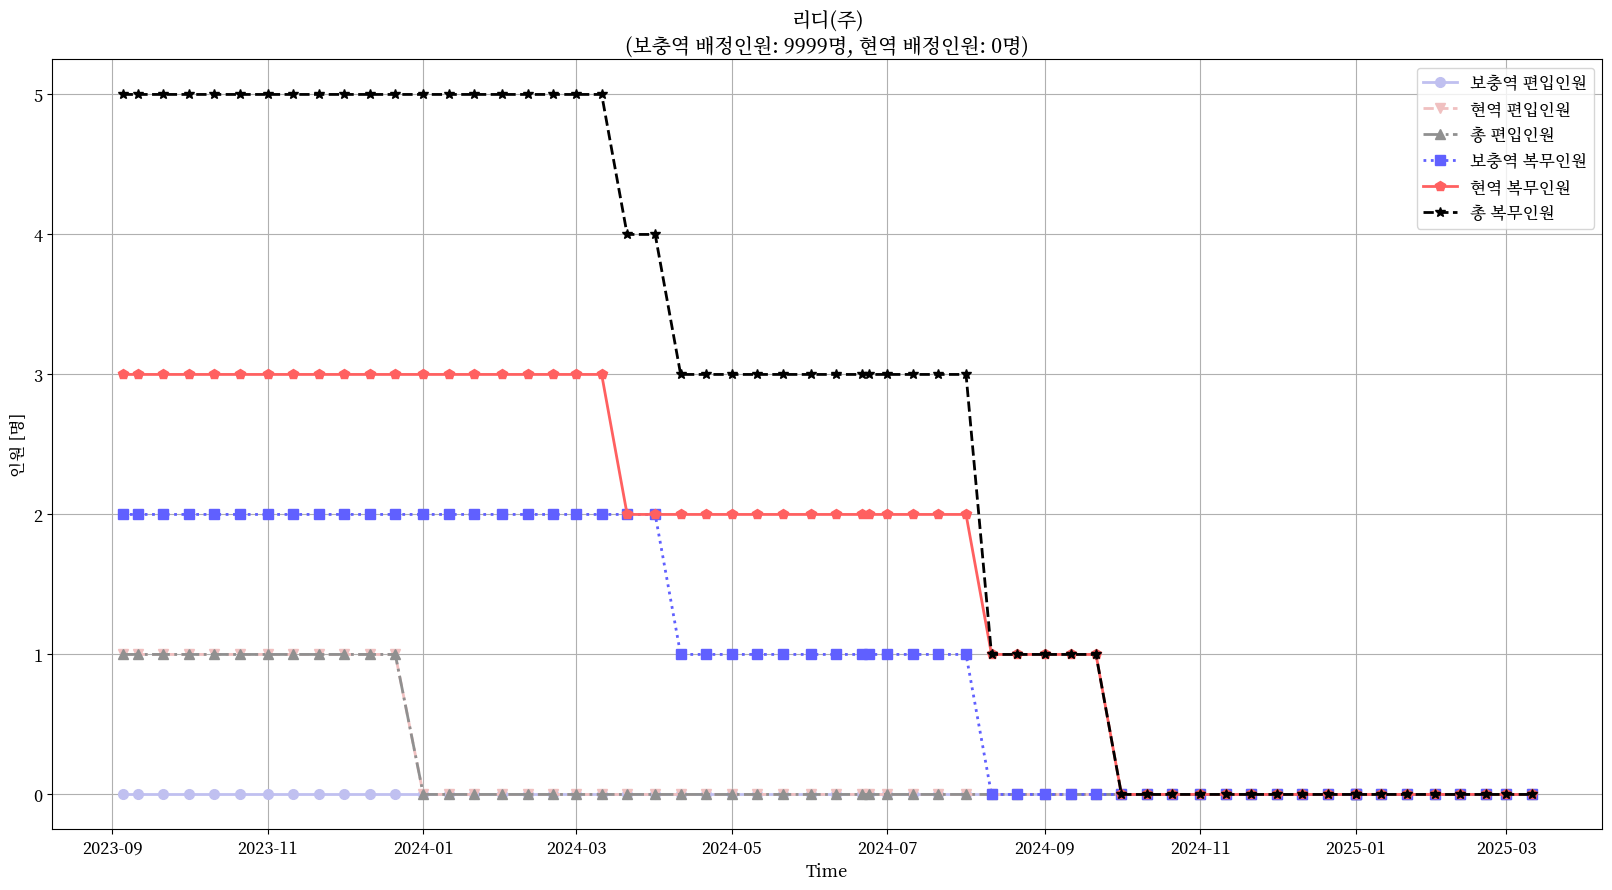 리디(주)
(보충역 배정인원: 9999명, 현역 배정인원: 0명)
보충역 편입인원
현역 편입인원
총 편입인원
보충역 복무인원
현역 복무인원
총 복무인원
인원 [명]
5
4
3
2
1
0
2023-09 2023-11 2024-01 2024-03 2024-05 2024-07 2024-09 2024-11 2025-01 2025-03
Time